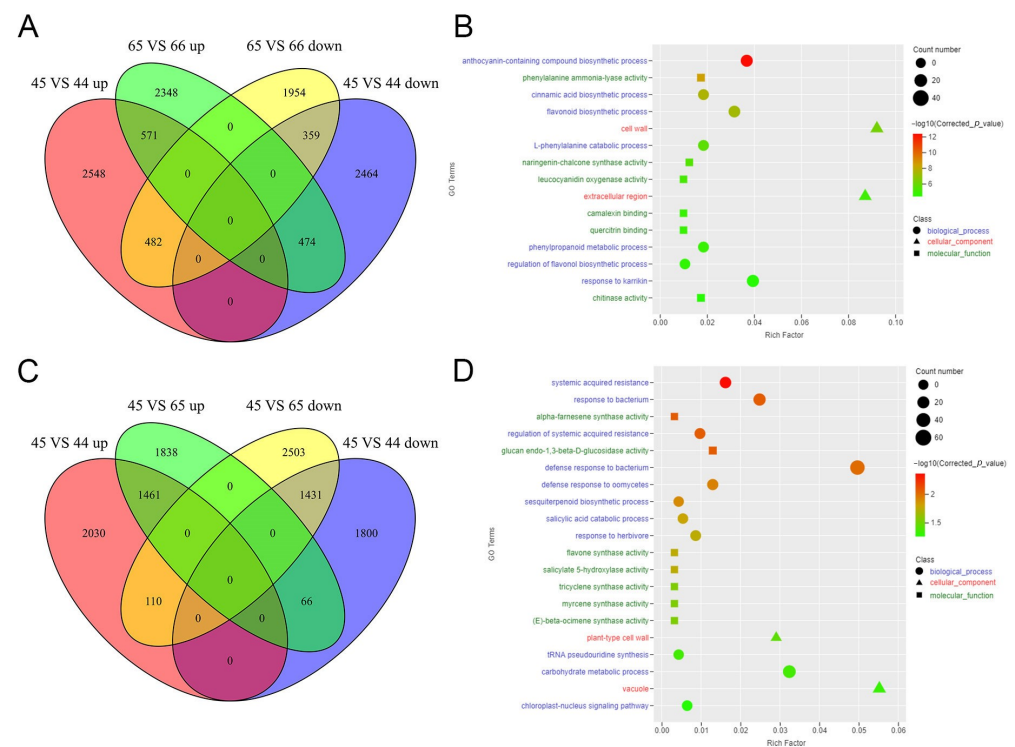 A
65 VS 66 up
65 VS 66 down
45 VS 44 up
45 VS 44 down
2348
1954
0
571
359
2548
0
0
2464
0
482
474
0
0
0
B
anthocyanin-containing compound biosynthetic process
phenylalanine ammonia-lyase activity
cinnamic acid biosynthetic process
flavonoid biosynthetic process
cell wall
L-phenylalanine catabolic process
naringenin-chalcone synthase activity
leucocyanidin oxygenase activity
extracellular region
camalexin binding
quercitrin binding
phenylpropanoid metabolic process
regulation of flavonol biosynthetic process
response to karrikin
chitinase activity
GO Terms
0.00 0.02 0.04 0.06 0.08 0.10
Rich Factor
Count number
0
20
40
−log10(Corrected_p_value)
12
10
8
6
Class
biological_process
cellular_component
molecular_function
C
45 VS 65 up
45 VS 65 down
45 VS 44 up
45 VS 44 down
1838
2503
0
1461
1431
2030
0
0
1800
0
110
66
0
0
0
D
systemic acquired resistance
response to bacterium
alpha-farnesene synthase activity
regulation of systemic acquired resistance
glucan endo-1,3-beta-D-glucosidase activity
defense response to bacterium
defense response to oomycetes
sesquiterpenoid biosynthetic process
salicylic acid catabolic process
response to herbivore
flavone synthase activity
salicylate 5-hydroxylase activity
tricyclene synthase activity
myrcene synthase activity
(E)-beta-ocimene synthase activity
plant-type cell wall
tRNA pseudouridine synthesis
carbohydrate metabolic process
vacuole
chloroplast-nucleus signaling pathway
GO Terms
0.00 0.01 0.02 0.03 0.04 0.05 0.06
Rich Factor
Count number
0
20
40
60
−log10(Corrected_p_value)
2
1.5
Class
biological_process
cellular_component
molecular_function